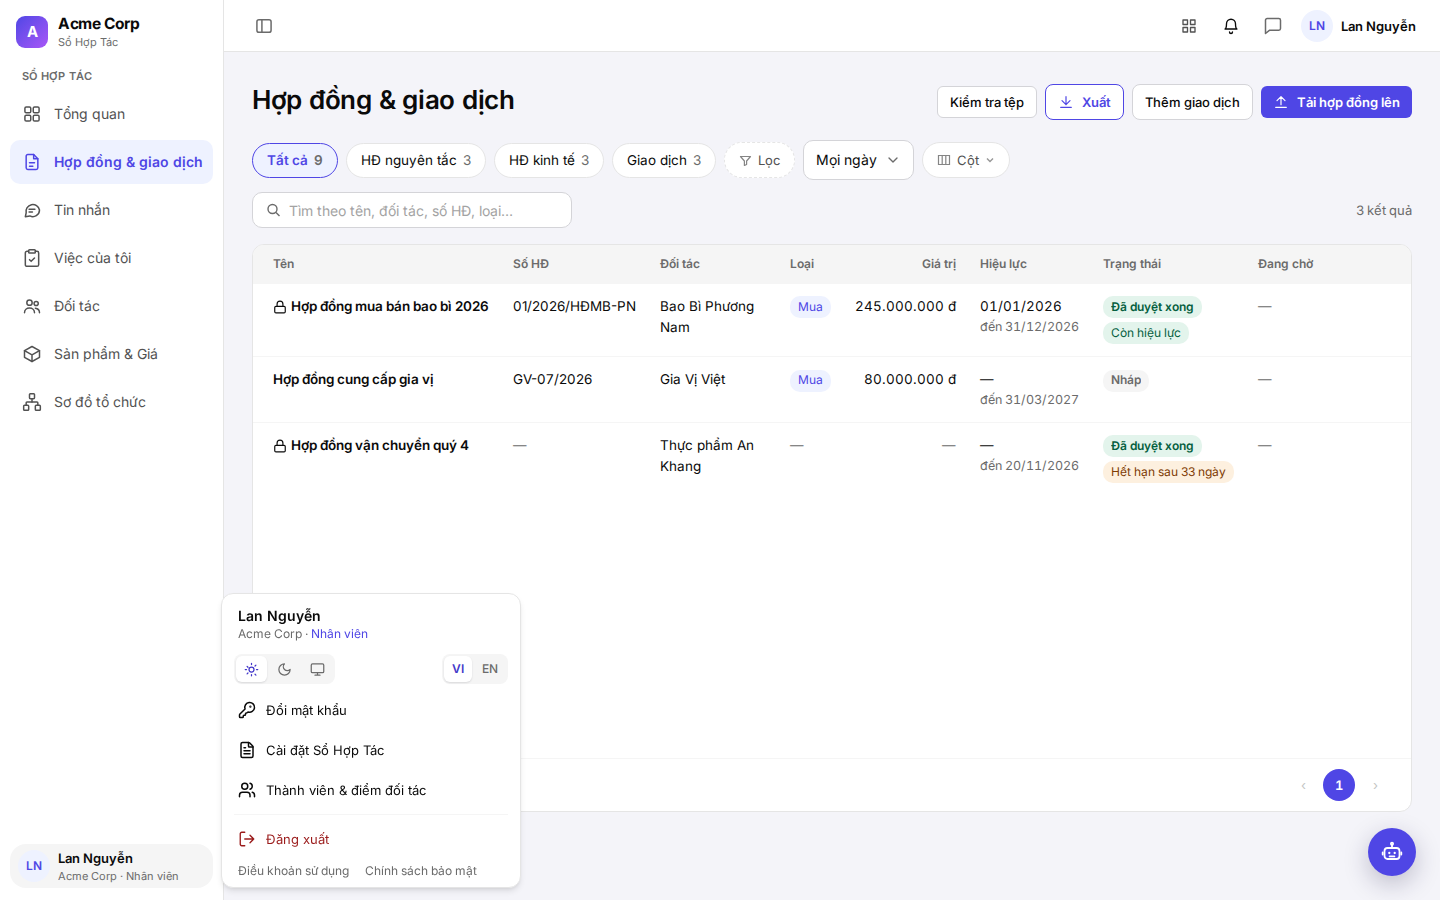 A
Acme Corp
Sổ Hợp Tác
SỔ HỢP TÁC
Tổng quan
Hợp đồng & giao dịch
Tin nhắn
Việc của tôi
Đối tác
Sản phẩm & Giá
Sơ đồ tổ chức
LN
Lan Nguyễn
Acme Corp · Nhân viên
LN
Lan Nguyễn
Hợp đồng & giao dịch
Kiểm tra tệp
Xuất
Thêm giao dịch
Tải hợp đồng lên
Tất cả 9
HĐ nguyên tắc 3
HĐ kinh tế 3
Giao dịch 3
Lọc
Mọi ngày
Cột
Tìm theo tên, đối tác, số HĐ, loại...
3 kết quả
Tên Số HĐ Đối tác Loại Giá trị Hiệu lực Trạng thái Đang chờ
Hợp đồng mua bán bao bì 2026 01/2026/HĐMB-PN Bao Bì Phương Mua 245.000.000 đ 01/01/2026 Đã duyệt xong —
Nam đến 31/12/2026 Còn hiệu lực
Hợp đồng cung cấp gia vị GV-07/2026 Gia Vị Việt Mua 80.000.000 đ — Nháp —
đến 31/03/2027
Hợp đồng vận chuyển quý 4 — Thực phẩm An — — — Đã duyệt xong —
Khang đến 20/11/2026 Hết hạn sau 33 ngày
‹ 1 ›
Lan Nguyễn
Acme Corp · Nhân viên
VI EN
Đổi mật khẩu
Cài đặt Sổ Hợp Tác
Thành viên & điểm đối tác
Đăng xuất
Điều khoản sử dụng Chính sách bảo mật